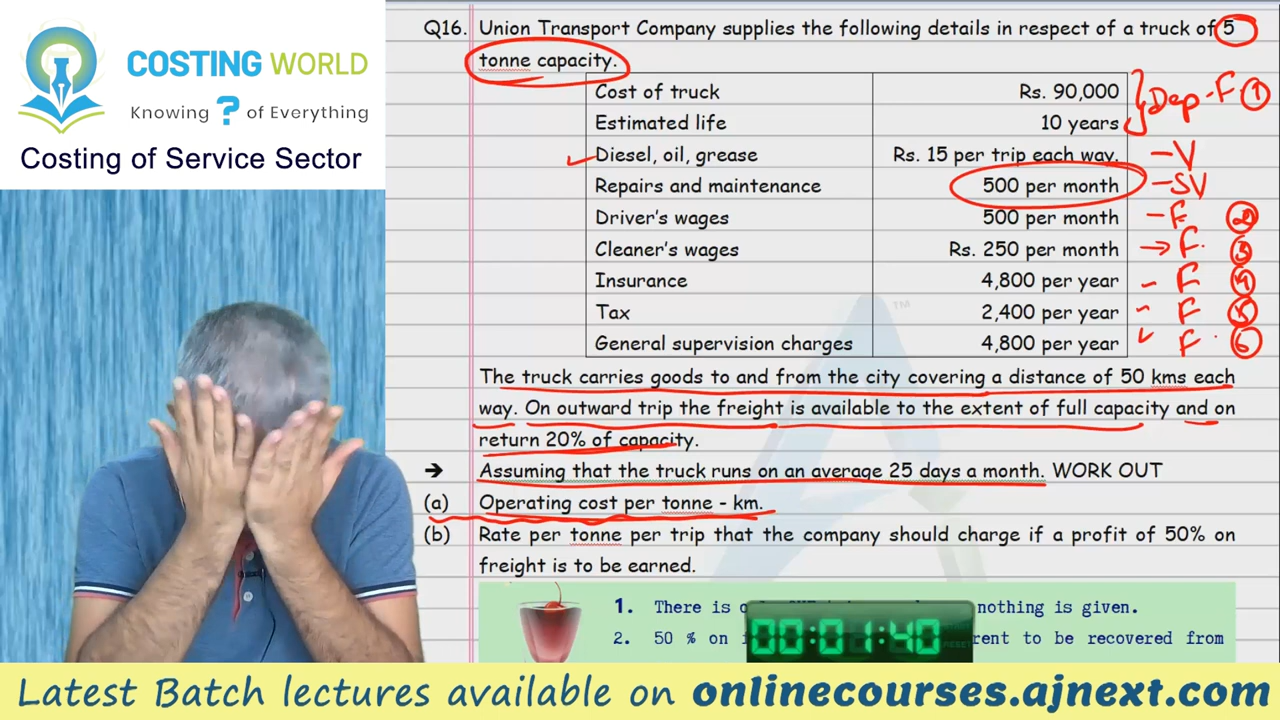 COSTING WORLD
Knowing ? of Everything
Costing of Service Sector
Q16. Union Transport Company supplies the following details in respect of a truck of 5
tonne capacity.
Cost of truck Rs. 90,000
Dep - F 1
Estimated life 10 years
Diesel, oil, grease Rs. 15 per trip each way. - V
Repairs and maintenance 500 per month - SV
Driver's wages 500 per month - F 2
Cleaner's wages Rs. 250 per month → F 3
Insurance 4,800 per year - F 4
Tax 2,400 per year - F 5
General supervision charges 4,800 per year F 6
TM
The truck carries goods to and from the city covering a distance of 50 kms each
way. On outward trip the freight is available to the extent of full capacity and on
return 20% of capacity.
→ Assuming that the truck runs on an average 25 days a month. WORK OUT
(a) Operating cost per tonne - km.
(b) Rate per tonne per trip that the company should charge if a profit of 50% on
freight is to be earned.
1. There is nothing is given.
2. 50 % on to be recovered from
00:01:40
Latest Batch lectures available on onlinecourses.ajnext.com